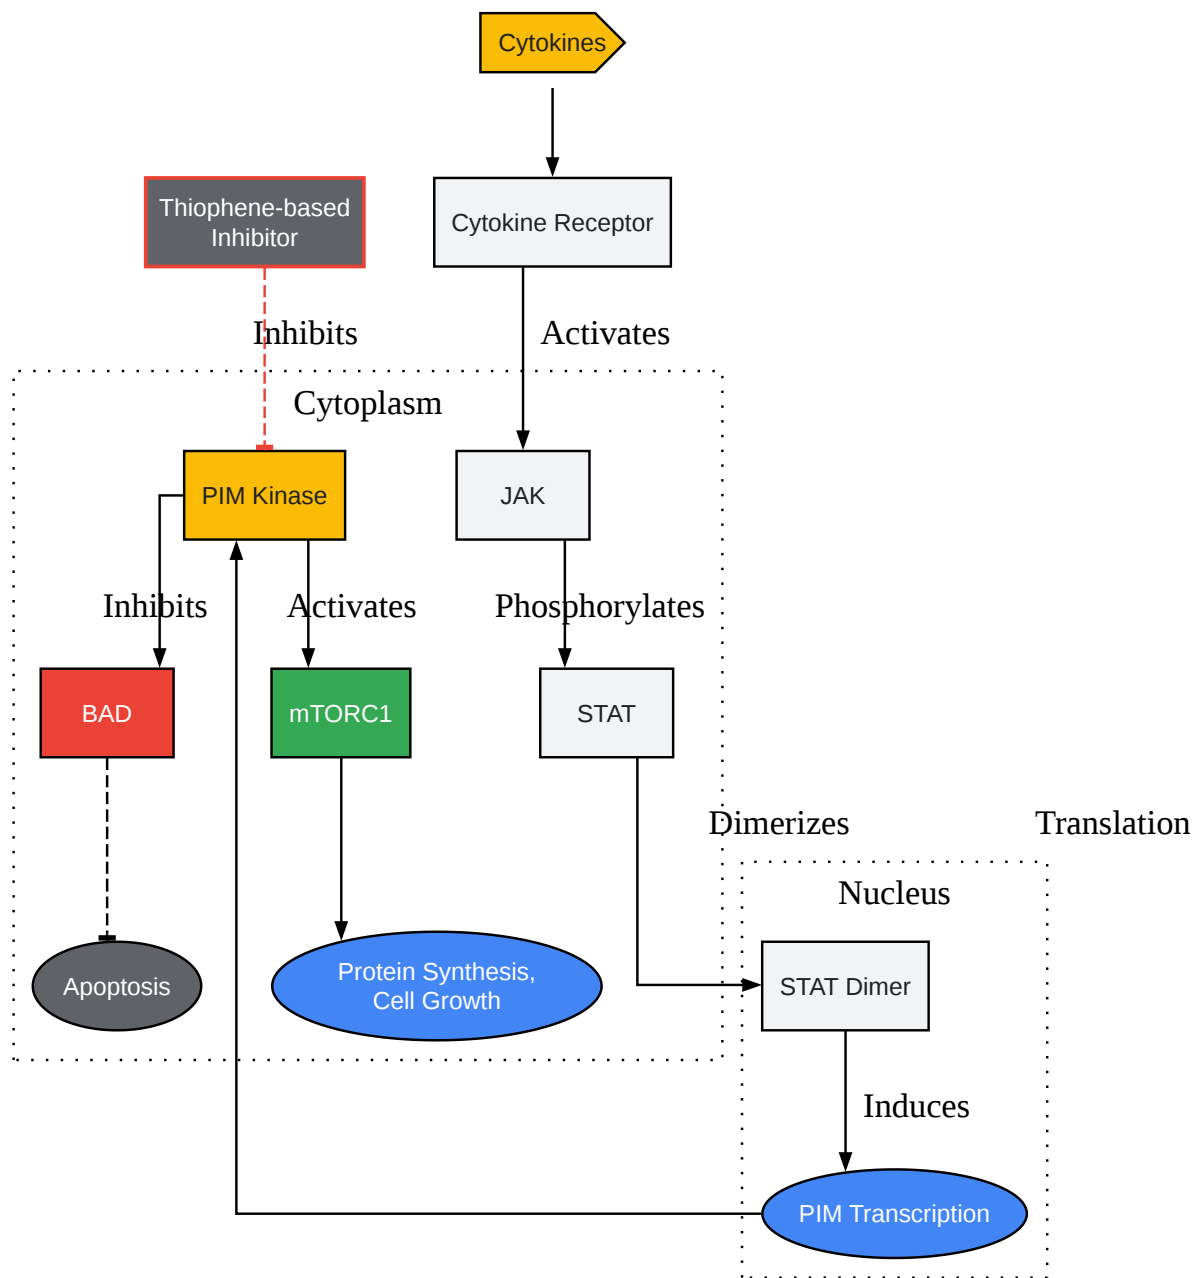 Cytokines
Thiophene-based
Inhibitor
Cytokine Receptor
Inhibits
Activates
Cytoplasm
PIM Kinase
JAK
Inhibits
Activates
Phosphorylates
BAD
mTORC1
STAT
Dimerizes
Translation
Nucleus
Apoptosis
Protein Synthesis,
Cell Growth
STAT Dimer
Induces
PIM Transcription